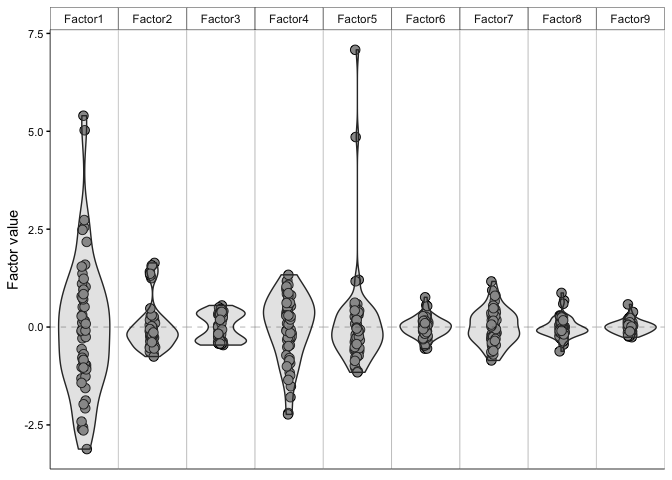 Factor1 Factor2 Factor3 Factor4 Factor5 Factor6 Factor7 Factor8 Factor9
7.5
5.0
2.5
0.0
-2.5
Factor value